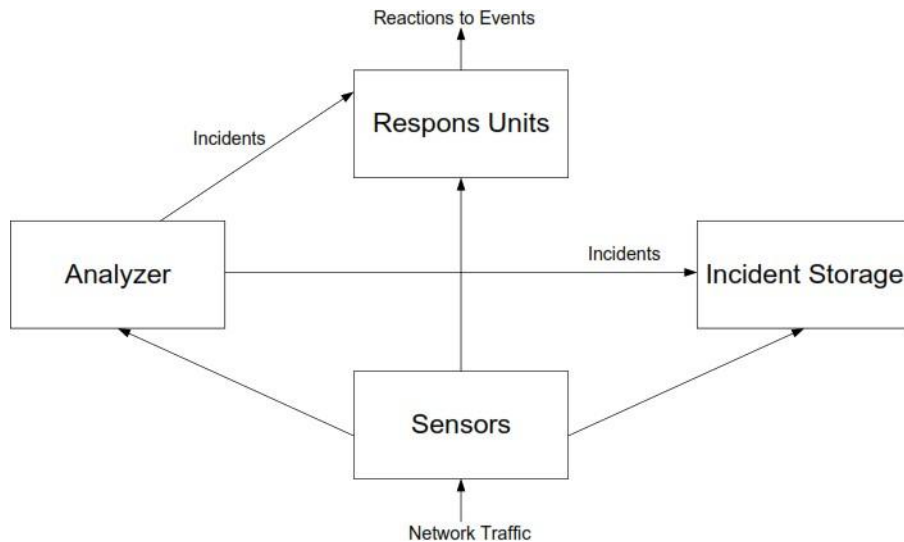 Reactions to Events
Respons Units
Incidents
Analyzer
Incidents
Incident Storage
Sensors
Network Traffic